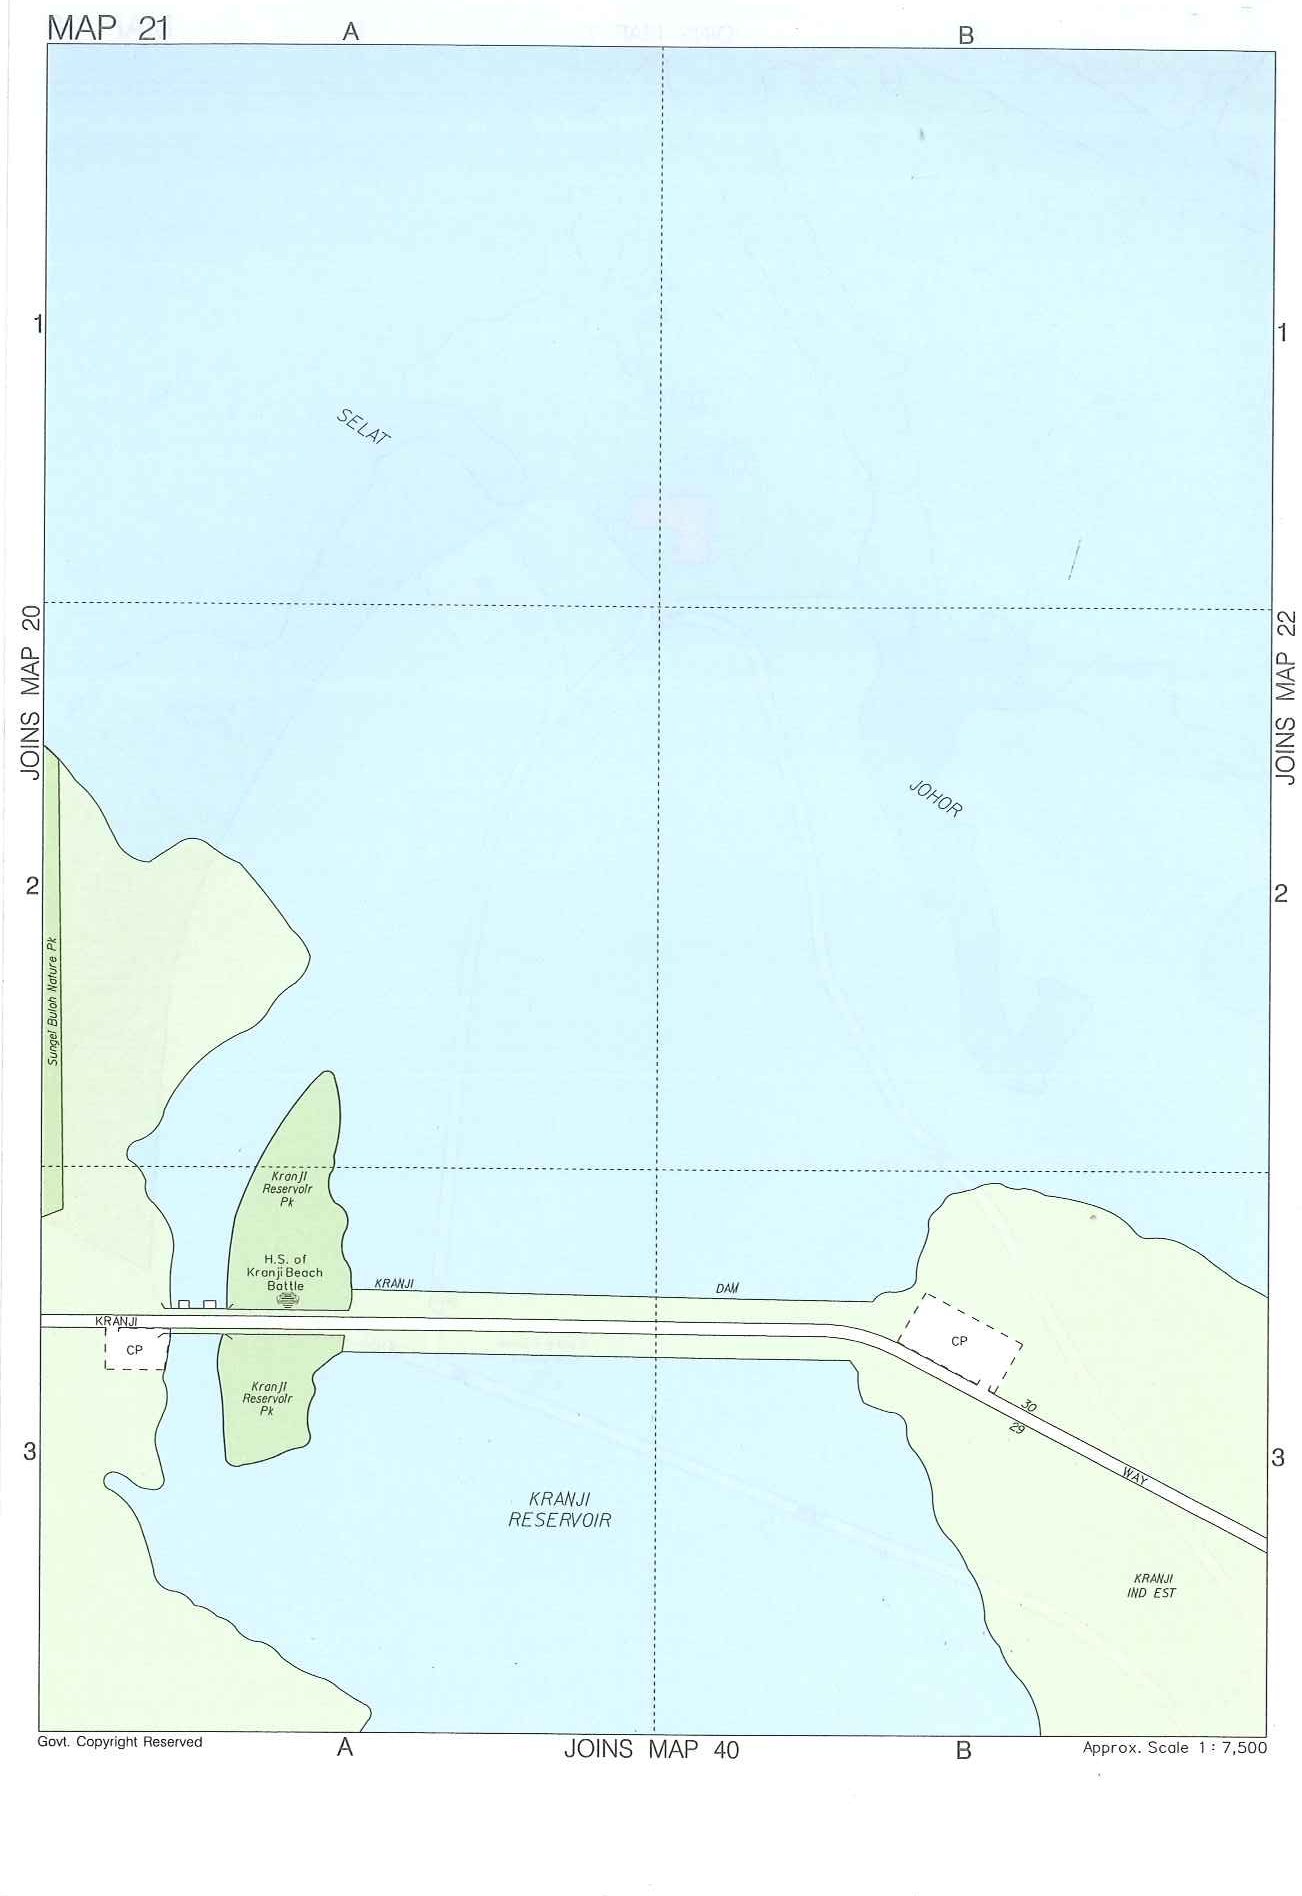 MAP 21
A
B
1
1
SELAT
JOINS MAP 20
JOINS MAP 22
JOHOR
2
2
Sungei Buloh Nature Pk
Kranji
Reservoir
Pk
H.S. of
Kranji Beach
Battle
KRANJI
DAM
KRANJI
CP
CP
Kranji
Reservoir
Pk
30
29
WAY
3
3
KRANJI
RESERVOIR
KRANJI
IND EST
Govt. Copyright Reserved
A
JOINS MAP 40
B
Approx. Scale 1 : 7,500